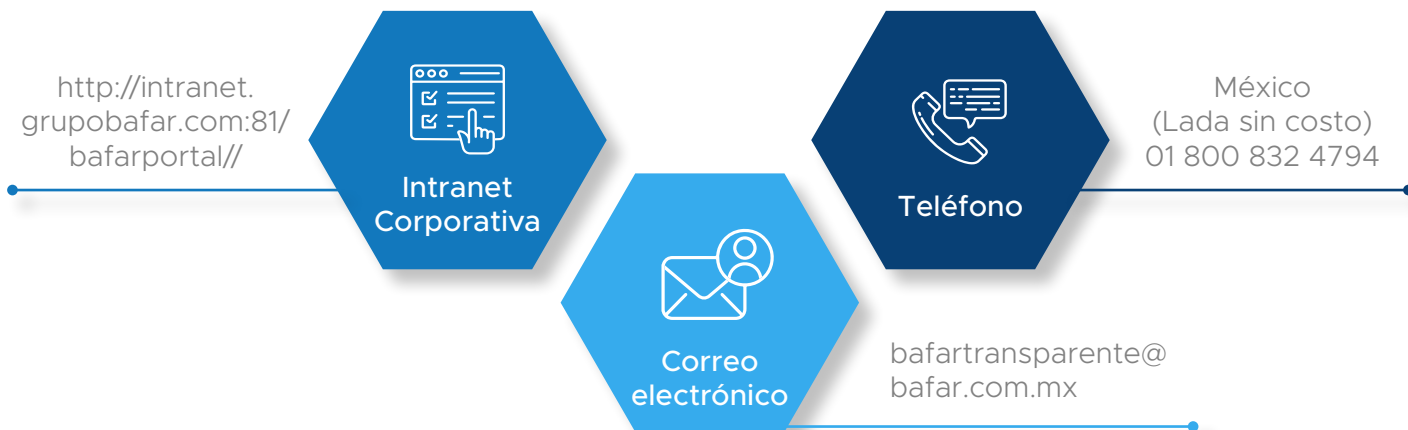 http://intranet.
grupobafar.com:81/
bafarportal//
Intranet
Corporativa
Correo
electrónico
bafartransparente@
bafar.com.mx
Teléfono
México
(Lada sin costo)
01 800 832 4794